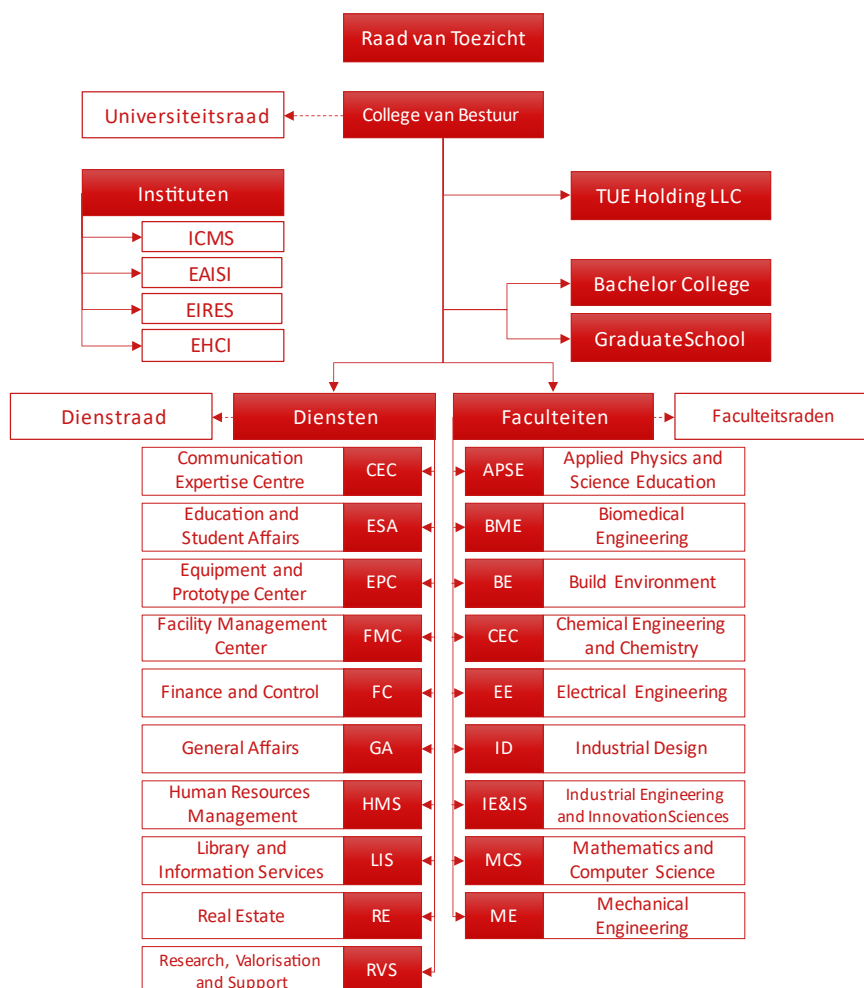 Raad van Toezicht
Universiteitsraad
College van Bestuur
Instituten
ICMS
EAISI
EIRES
EHCI
TUE Holding LLC
Bachelor College
Graduate School
Dienstraad
Diensten
Faculteiten
Faculteitsraden
Communication
Expertise Centre
CEC
APSE
Applied Physics and
Science Education
Education and
Student Affairs
ESA
BME
Biomedical
Engineering
Equipment and
Prototype Center
EPC
BE
Build Environment
Facility Management
Center
FMC
CEC
Chemical Engineering
and Chemistry
Finance and Control
FC
EE
Electrical Engineering
General Affairs
GA
ID
Industrial Design
Human Resources
Management
HMS
IE&IS
Industrial Engineering
and Innovation Sciences
Library and
Information Services
LIS
MCS
Mathematics and
Computer Science
Real Estate
RE
ME
Mechanical
Engineering
Research, Valorisation
and Support
RVS